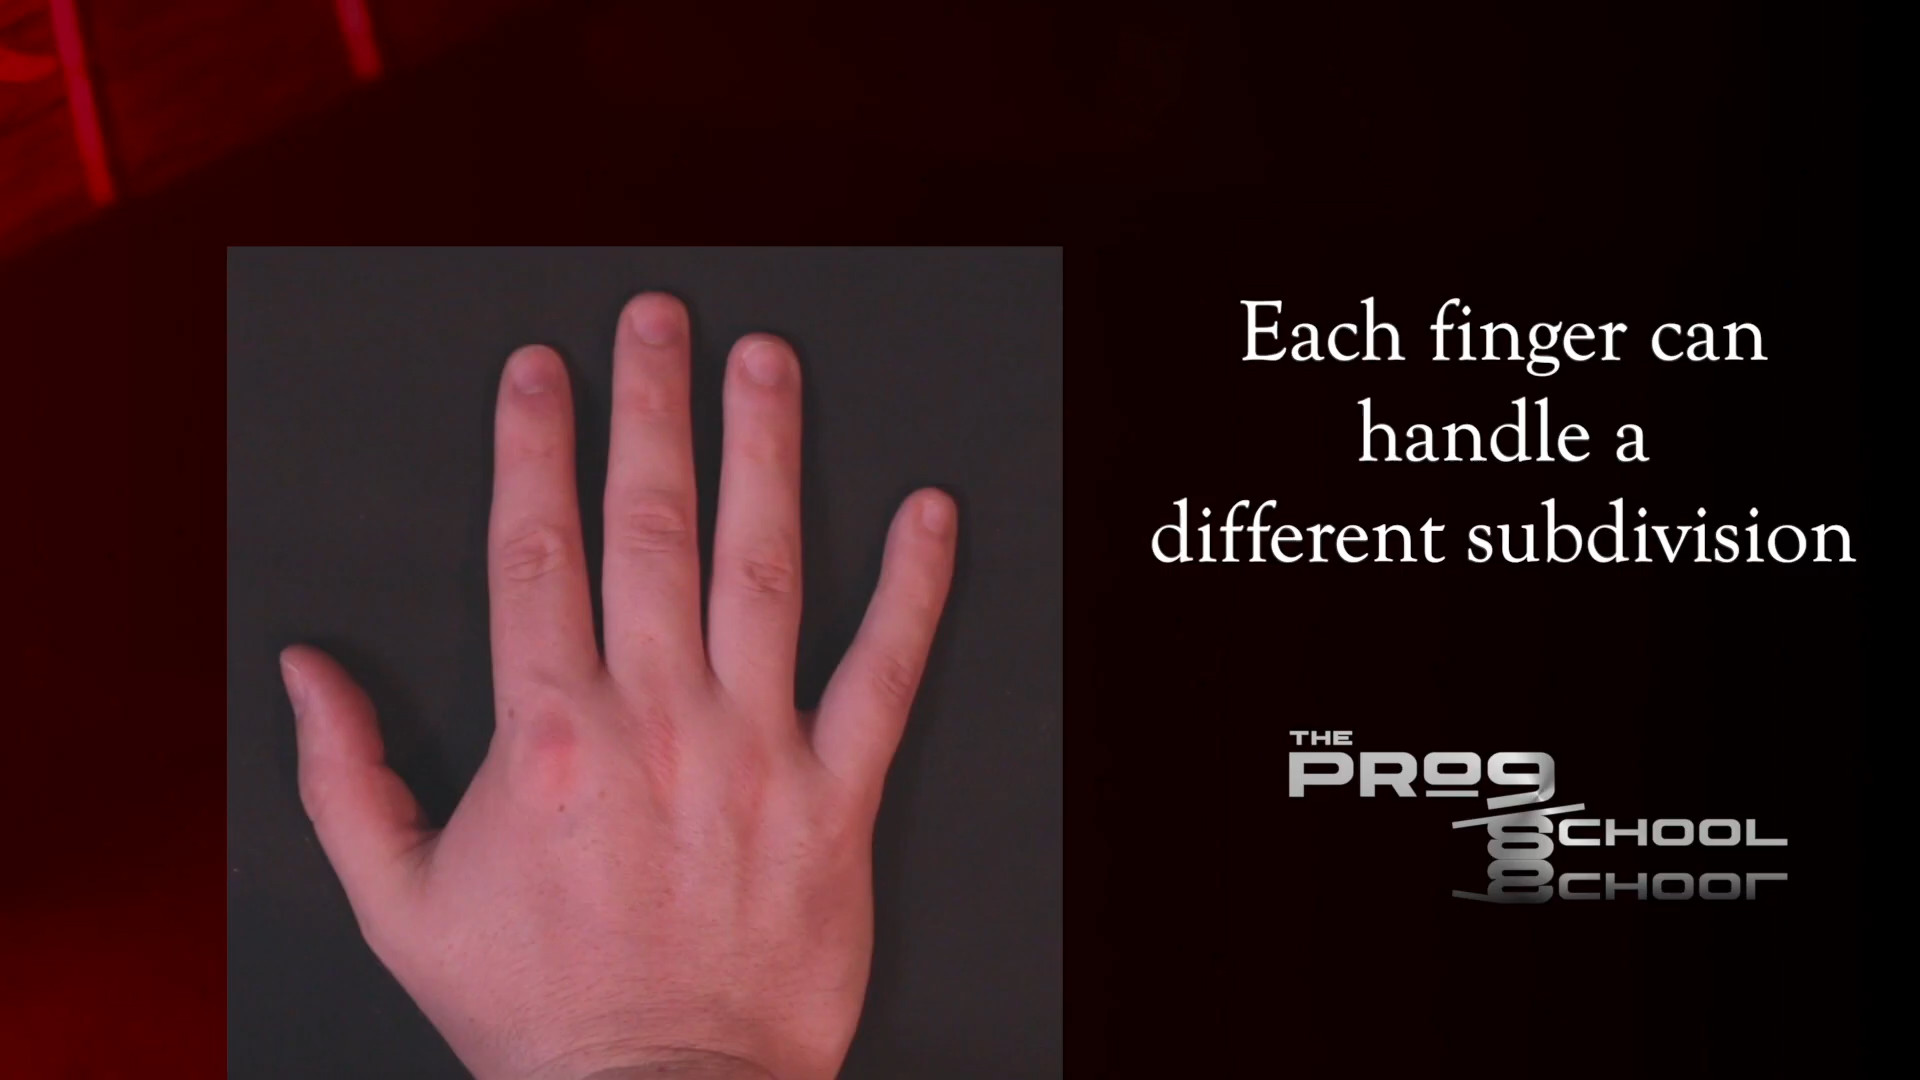 Each finger can
handle a
different subdivision
THE
PROG
SCHOOL